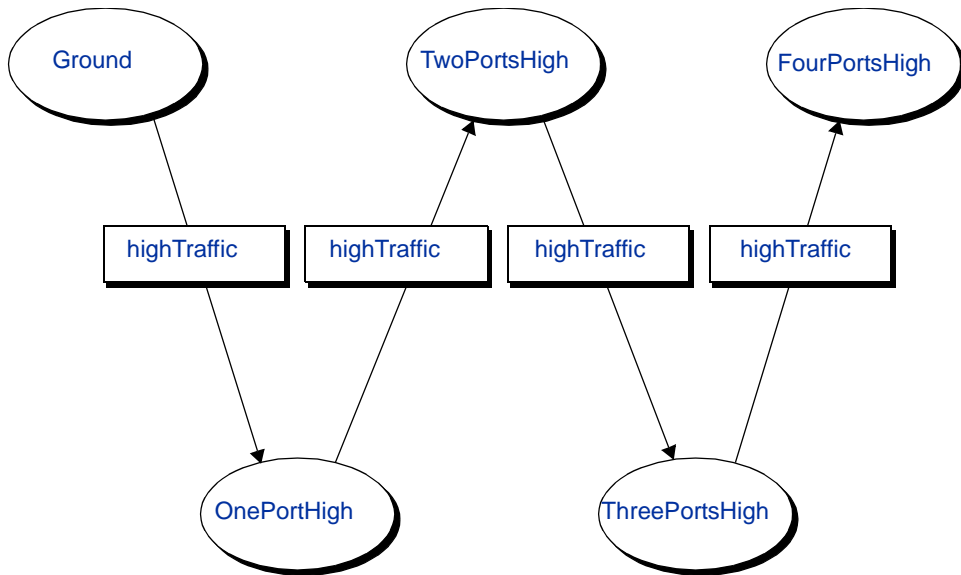 Ground
TwoPortsHigh
FourPortsHigh
highTraffic
highTraffic
highTraffic
highTraffic
OnePortHigh
ThreePortsHigh